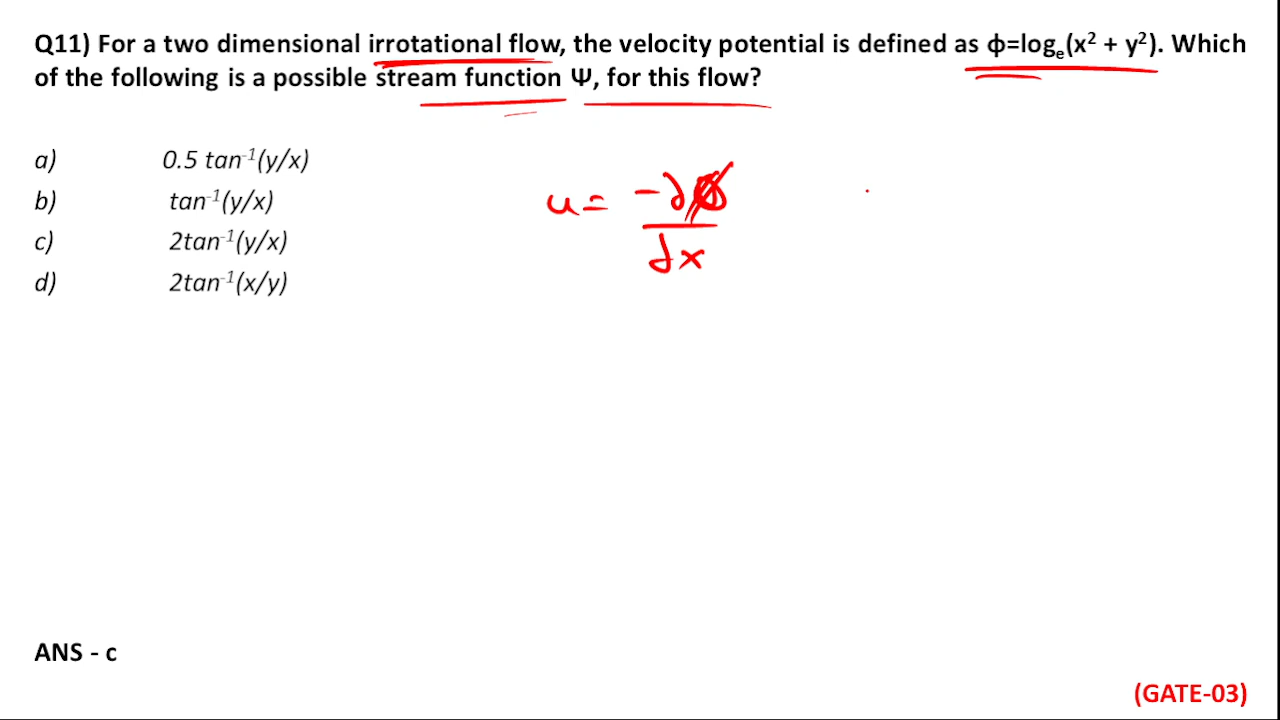 Q11) For a two dimensional irrotational flow, the velocity potential is defined as ϕ=logₑ(x² + y²). Which
of the following is a possible stream function Ψ, for this flow?
a) 0.5 tan⁻¹(y/x)
b) tan⁻¹(y/x)
c) 2tan⁻¹(y/x)
d) 2tan⁻¹(x/y)
u = -∂
∂x
ANS - c
(GATE-03)